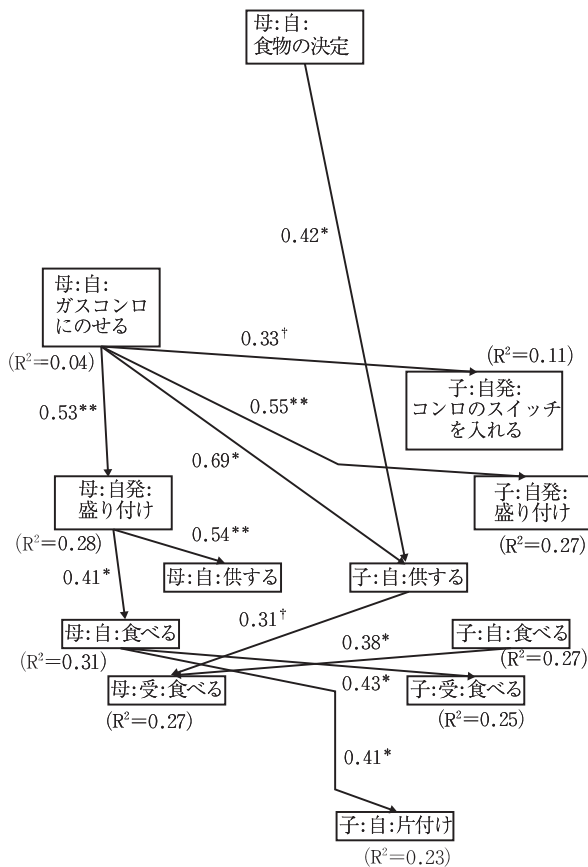 母:自:
食物の決定
0.42*
母:自:
ガスコンロ
にのせる
(R²=0.04)
0.33†
(R²=0.11)
子:自発:
コンロのスイッチ
を入れる
0.53**
0.55**
0.69*
母:自発:
盛り付け
(R²=0.28)
子:自発:
盛り付け
(R²=0.27)
0.54**
0.41*
母:自:供する
子:自:供する
母:自:食べる
(R²=0.31)
0.31†
0.38*
子:自:食べる
(R²=0.27)
母:受:食べる
(R²=0.27)
0.43*
子:受:食べる
(R²=0.25)
0.41*
子:自:片付け
(R²=0.23)